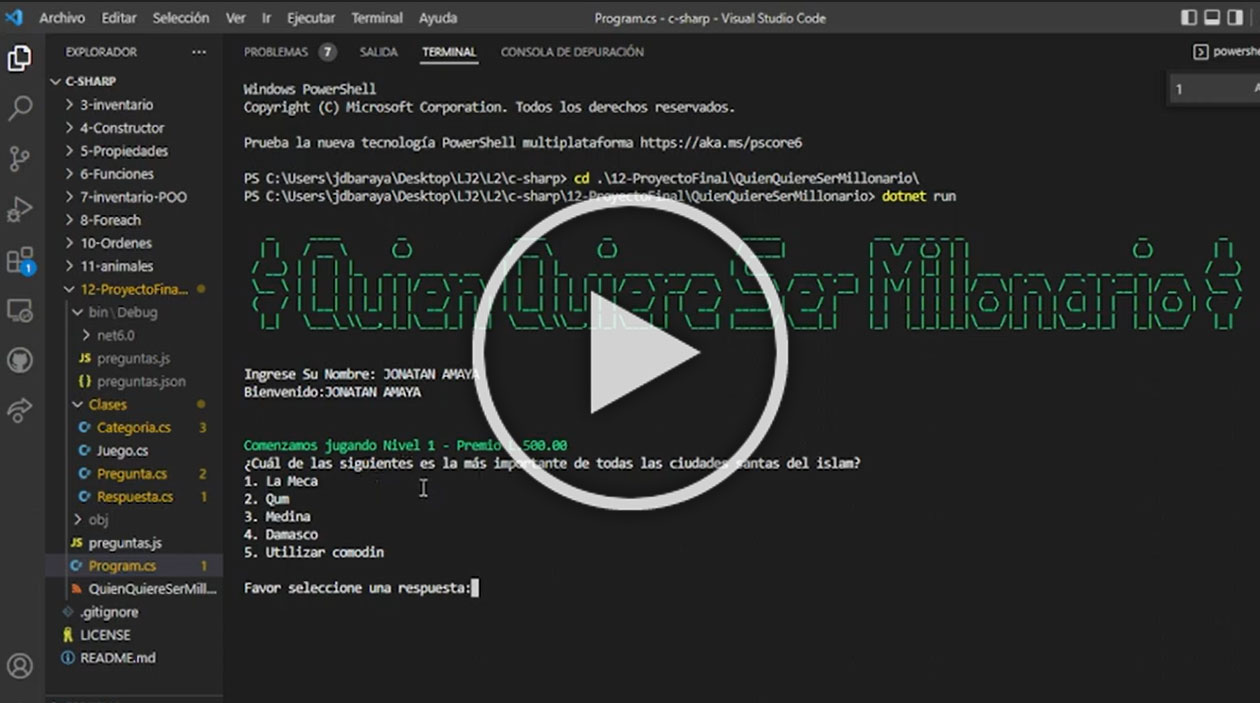 Archivo Editar Selección Ver Ir Ejecutar Terminal Ayuda
Program.cs - c-sharp - Visual Studio Code
EXPLORADOR ...
C-SHARP
3-inventario
4-Constructor
5-Propiedades
6-Funciones
7-inventario-POO
8-Foreach
10-Ordenes
11-animales
12-ProyectoFina...
bin\Debug
net6.0
JS preguntas.js
{} preguntas.json
Clases
Categoria.cs 3
Juego.cs
Pregunta.cs 2
Respuesta.cs 1
obj
JS preguntas.js
Program.cs 1
QuienQuiereSerMill...
.gitignore
LICENSE
README.md
1
PROBLEMAS 7 SALIDA TERMINAL CONSOLA DE DEPURACIÓN
powershe
1
Windows PowerShell
Copyright (C) Microsoft Corporation. Todos los derechos reservados.
Prueba la nueva tecnología PowerShell multiplataforma https://aka.ms/pscore6
PS C:\Users\jdbaraya\Desktop\LJ2\L2\c-sharp> cd .\12-ProyectoFinal\QuienQuiereSerMillonario\
PS C:\Users\jdbaraya\Desktop\LJ2\L2\c-sharp\12-ProyectoFinal\QuienQuiereSerMillonario> dotnet run
$Quien Quiere Ser Millonario$
Ingrese Su Nombre: JONATAN AMAYA
Bienvenido:JONATAN AMAYA
Comenzamos jugando Nivel 1 - Premio L.500.00
¿Cuál de las siguientes es la más importante de todas las ciudades santas del islam?
1. La Meca
2. Qum
3. Medina
4. Damasco
5. Utilizar comodin
Favor seleccione una respuesta: